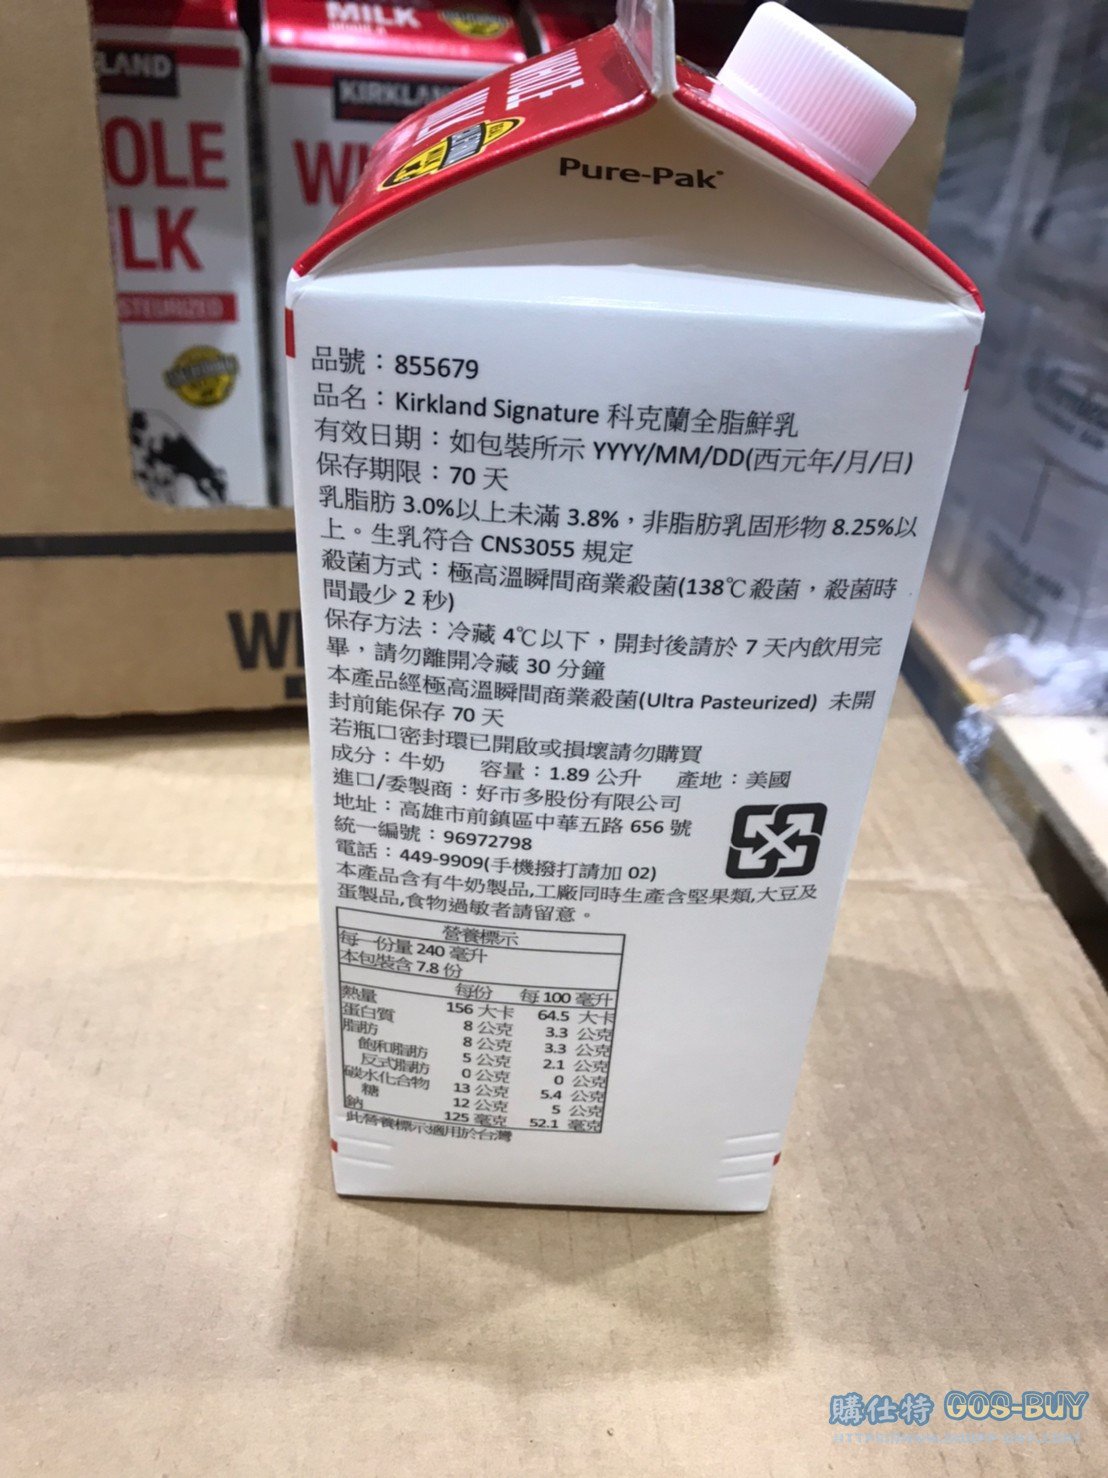 MILK
KIRKLAND
WHOLE
MILK
Pure-Pak®
LAND
OLE
LK
KIRKLA
品號：855679
品名：Kirkland Signature 科克蘭全脂鮮乳
有效日期：如包裝所示 YYYY/MM/DD(西元年/月/日)
保存期限：70 天
乳脂肪 3.0%以上未滿 3.8%，非脂肪乳固形物 8.25%以
上。生乳符合 CNS3055 規定
殺菌方式：極高溫瞬間商業殺菌(138℃殺菌，殺菌時
間最少 2 秒)
保存方法：冷藏 4℃以下，開封後請於 7 天內飲用完
畢，請勿離開冷藏 30 分鐘
本產品經極高溫瞬間商業殺菌(Ultra Pasteurized) 未開
封前能保存 70 天
若瓶口密封環已開啟或損壞請勿購買
成分：牛奶 容量：1.89 公升 產地：美國
進口/委製商：好市多股份有限公司
地址：高雄市前鎮區中華五路 656 號
統一編號：96972798
電話：449-9909(手機撥打請加 02)
本產品含有牛奶製品,工廠同時生產含堅果類,大豆及
蛋製品,食物過敏者請留意。
營養標示
每一份量 240 毫升
本包裝含 7.8 份
每份 每 100 毫升
熱量 156 大卡 64.5 大卡
蛋白質 8 公克 3.3 公克
脂肪 8 公克 3.3 公克
飽和脂肪 5 公克 2.1 公克
反式脂肪 0 公克 0 公克
碳水化合物 13 公克 5.4 公克
糖 12 公克 5 公克
鈉 125 毫克 52.1 毫克
此營養標示適用於台灣
購仕特 GOS-BUY